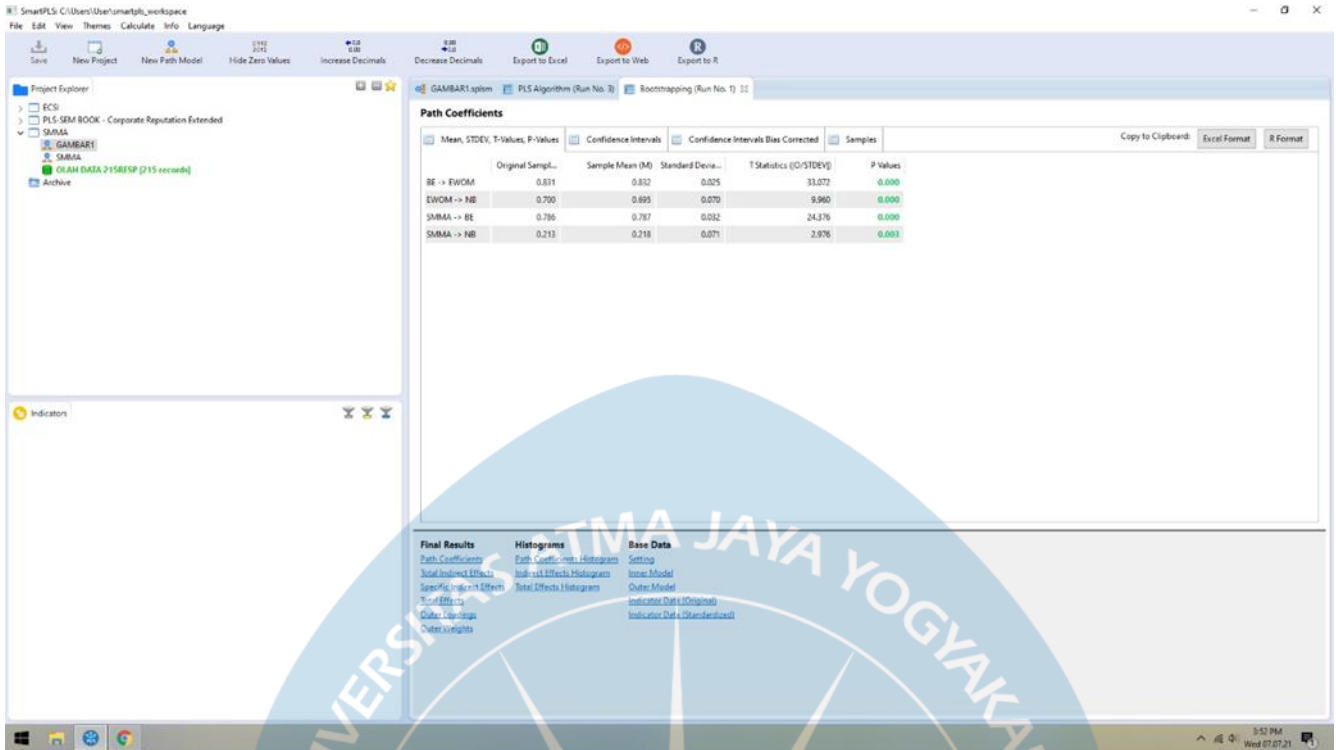 SmartPLS: C:\Users\User\smartpls_workspace
File Edit View Themes Calculate Info Language
Save New Project New Path Model Hide Zero Values Increase Decimals Decrease Decimals Export to Excel Export to Web Export to R
Project Explorer
ECSI
PLS-SEM BOOK - Corporate Reputation Extended
SMMA
GAMBAR1
SMMA
OLAH DATA 215RESP [215 records]
Archive
Indicators
GAMBAR1.splsm PLS Algorithm (Run No. 3) Bootstrapping (Run No. 1)
Path Coefficients
Mean, STDEV, T-Values, P-Values Confidence Intervals Confidence Intervals Bias Corrected Samples Copy to Clipboard: Excel Format R Format
Original Sampl... Sample Mean (M) Standard Devia... T Statistics (|O/STDEV|) P Values
BE -> EWOM 0.831 0.832 0.025 33.072 0.000
EWOM -> NB 0.700 0.695 0.070 9.960 0.000
SMMA -> BE 0.786 0.787 0.032 24.376 0.000
SMMA -> NB 0.213 0.218 0.071 2.976 0.003
Final Results Histograms Base Data
Path Coefficients Path Coefficients Histogram Setting
Total Indirect Effects Indirect Effects Histogram Inner Model
Specific Indirect Effects Total Effects Histogram Outer Model
Total Effects Indicator Data (Original)
Outer Loadings Indicator Data (Standardized)
Outer Weights
ERSITAS ATMA JAYA YOGYAKA
3:52 PM
Wed 07.07.21